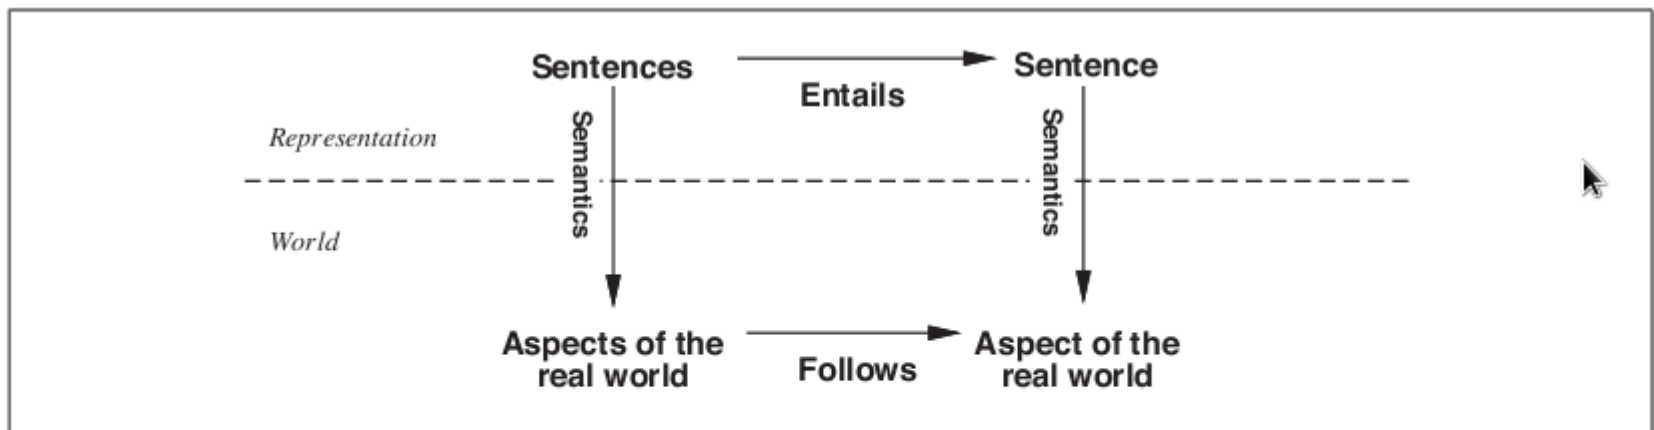 Sentences
Sentence
Entails
Semantics
Semantics
Representation
World
Aspects of the
real world
Follows
Aspect of the
real world